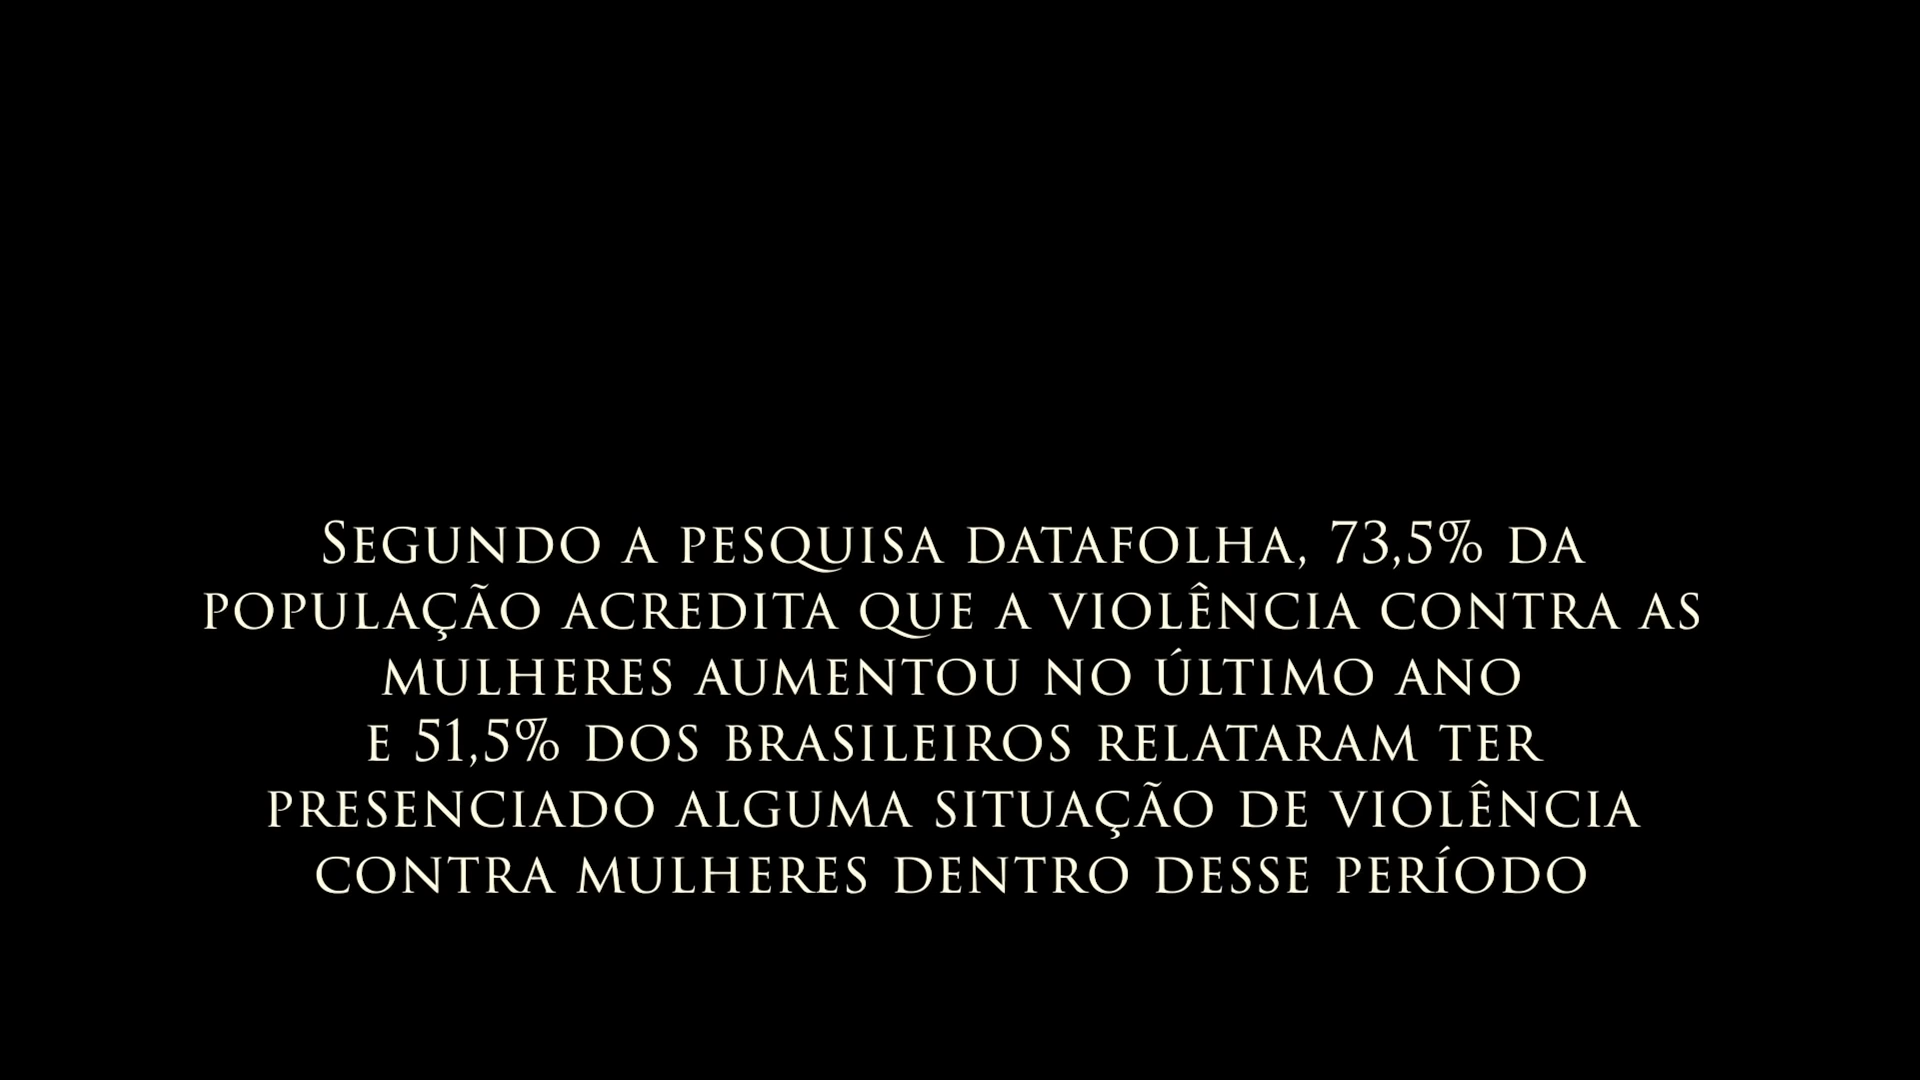 Segundo a pesquisa datafolha, 73,5% da
população acredita que a violência contra as
mulheres aumentou no último ano
e 51,5% dos brasileiros relataram ter
presenciado alguma situação de violência
contra mulheres dentro desse período